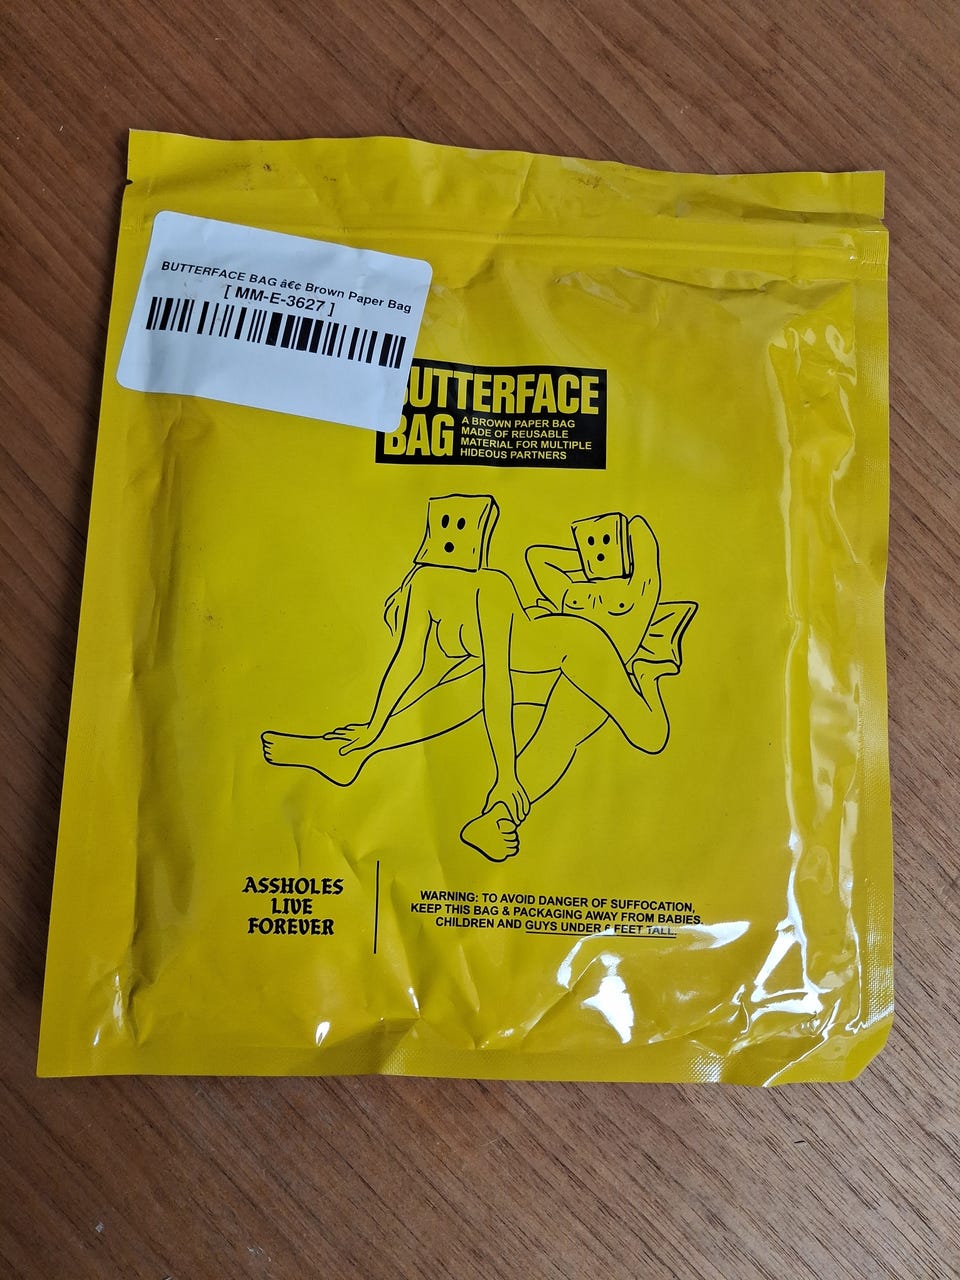 BUTTERFACE BAG â€¢ Brown Paper Bag
[ MM-E-3627 ]
BUTTERFACE
BAG
A BROWN PAPER BAG
MADE OF REUSABLE
MATERIAL FOR MULTIPLE
HIDEOUS PARTNERS
ASSHOLES
LIVE
FOREVER
WARNING: TO AVOID DANGER OF SUFFOCATION,
KEEP THIS BAG & PACKAGING AWAY FROM BABIES,
CHILDREN AND GUYS UNDER 6 FEET TALL.